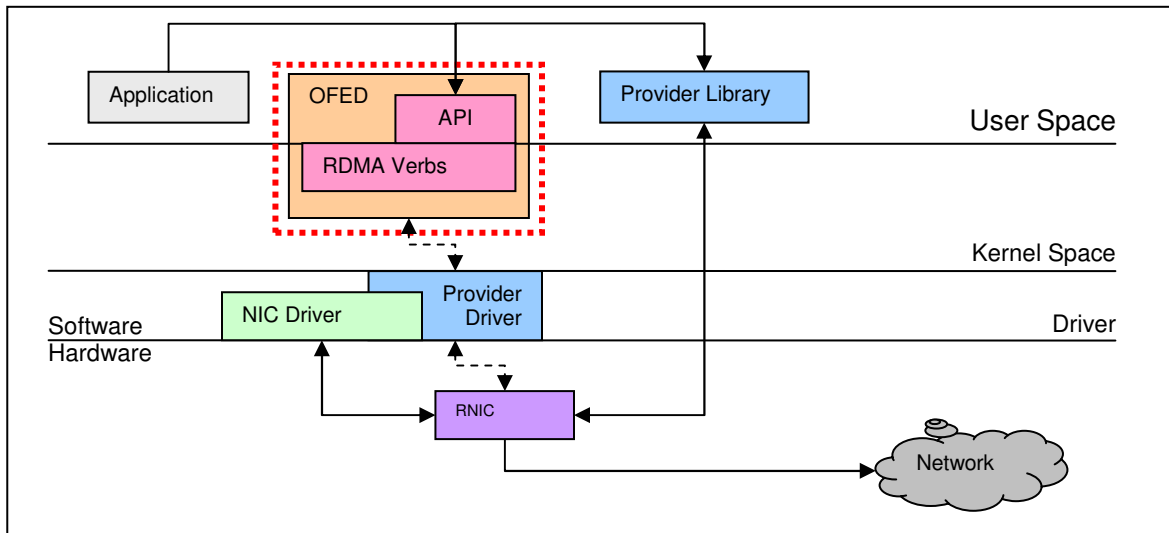 Application
OFED
API
RDMA Verbs
Provider Library
User Space
Kernel Space
NIC Driver
Provider
Driver
Software
Hardware
Driver
RNIC
Network